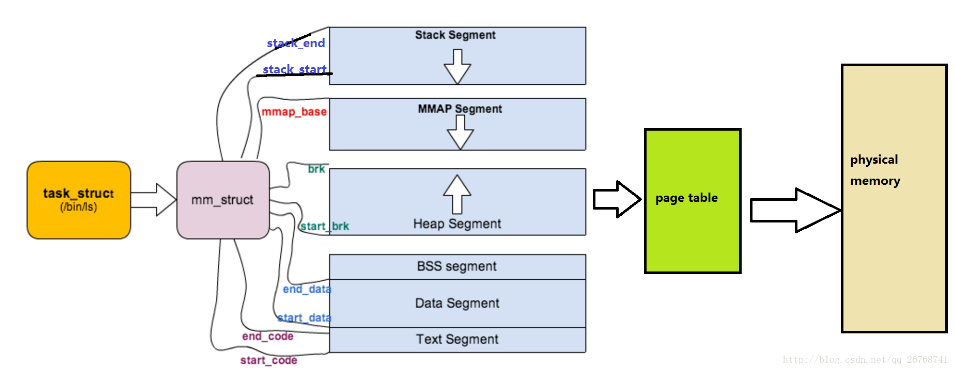 stack_end
Stack Segment
stack_start
mmap_base
MMAP Segment
task_struct
(/bin/ls)
mm_struct
brk
start_brk
Heap Segment
page table
physical
memory
BSS segment
end_data
Data Segment
start_data
end_code
Text Segment
start_code
http://blog.csdn.net/qq_26768741